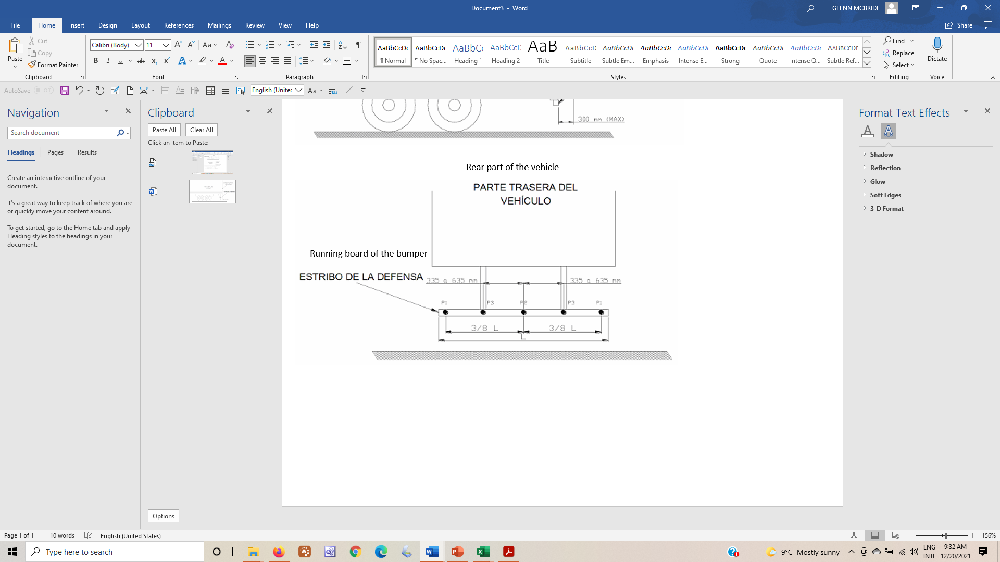 Document3 - Word
GLENN MCBRIDE
File Home Insert Design Layout References Mailings Review View Help
Share
Paste
Cut
Copy
Format Painter
Clipboard
Calibri (Body) 11
Font
Paragraph
AaBbCcDc AaBbCcDc AaBbCc AaBbCcD AaB AaBbCcD AaBbCcDc AaBbCcDc AaBbCcDc AaBbCcDc AaBbCcDc AaBbCcDc AABBCCDE
¶ Normal ¶ No Spac... Heading 1 Heading 2 Title Subtitle Subtle Em... Emphasis Intense E... Strong Quote Intense Q... Subtle Ref...
Styles
Find
Replace
Select
Editing
Dictate
Voice
AutoSave Off
English (Unitec
Aa
Navigation
Search document
Headings Pages Results
Create an interactive outline of your
document.
It's a great way to keep track of where you are
or quickly move your content around.
To get started, go to the Home tab and apply
Heading styles to the headings in your
document.
Clipboard
Paste All Clear All
Click an Item to Paste:
Options
300 mm (MAX)
Rear part of the vehicle
PARTE TRASERA DEL
VEHÍCULO
Running board of the bumper
ESTRIBO DE LA DEFENSA
335 a 635 mm 335 a 635 mm
P1 P3 P2 P3 P1
3/8 L 3/8 L
L
Format Text Effects
Shadow
Reflection
Glow
Soft Edges
3-D Format
Page 1 of 1 10 words English (United States)
156%
Type here to search
9°C Mostly sunny
ENG
INTL
9:32 AM
12/20/2021